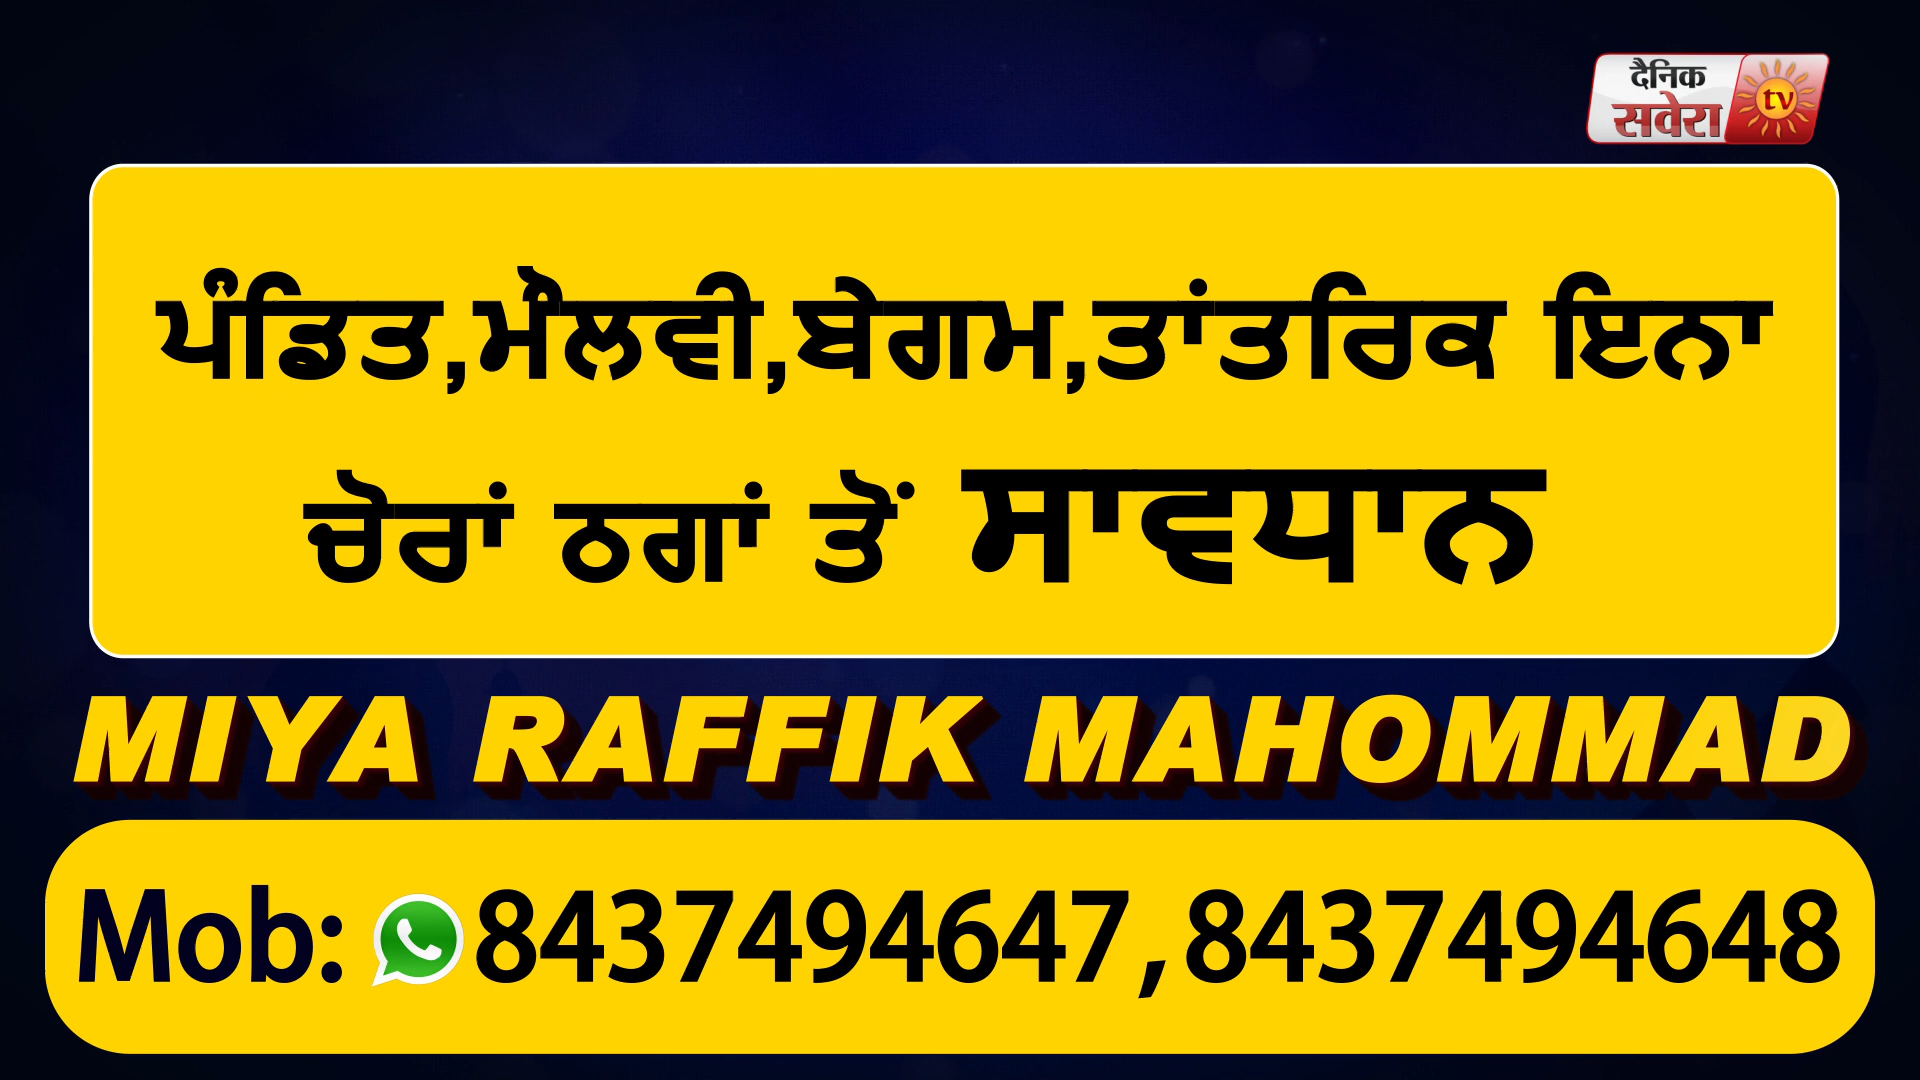 दैनिक
सवेरा tv
ਪੰਡਿਤ,ਮੌਲਵੀ,ਬੇਗਮ,ਤਾਂਤਰਿਕ ਇਨਾ
ਚੋਰਾਂ ਠਗਾਂ ਤੋਂ ਸਾਵਧਾਨ
MIYA RAFFIK MAHOMMAD
Mob: 8437494647,8437494648